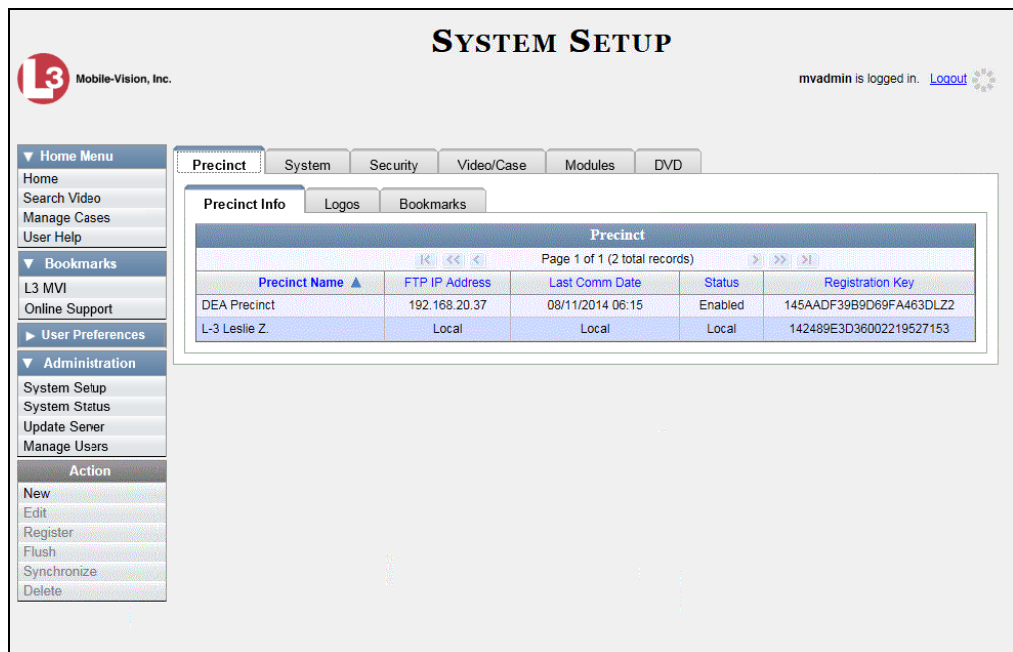 SYSTEM SETUP
L3 Mobile-Vision, Inc.
mvadmin is logged in. Logout
▼ Home Menu
Home
Search Video
Manage Cases
User Help
▼ Bookmarks
L3 MVI
Online Support
▶ User Preferences
▼ Administration
System Setup
System Status
Update Server
Manage Users
Action
New
Edit
Register
Flush
Synchronize
Delete
Precinct System Security Video/Case Modules DVD
Precinct Info Logos Bookmarks
Precinct
|< << < Page 1 of 1 (2 total records) > >> >|
Precinct Name ▲ FTP IP Address Last Comm Date Status Registration Key
DEA Precinct 192.168.20.37 08/11/2014 06:15 Enabled 145AADF39B9D69FA463DLZ2
L-3 Leslie Z. Local Local Local 142489E3D36002219527153